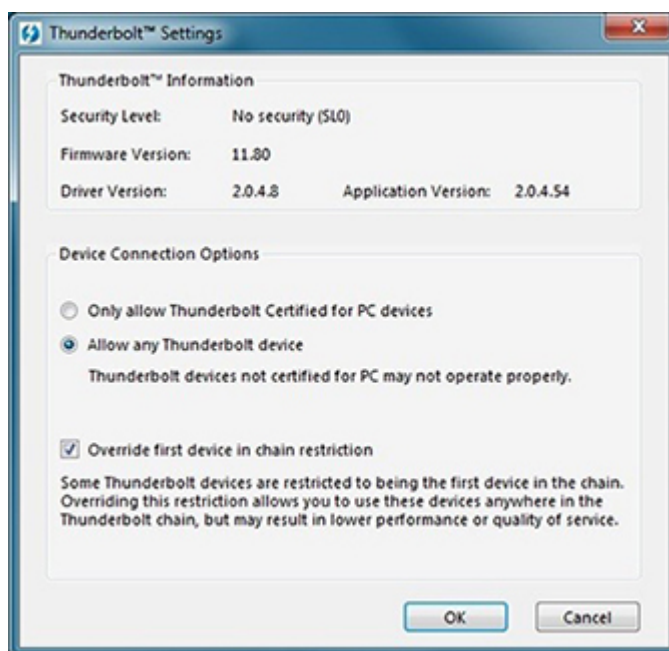 Thunderbolt™ Settings
Thunderbolt™ Information
Security Level: No security (SL0)
Firmware Version: 11.80
Driver Version: 2.0.4.8 Application Version: 2.0.4.54
Device Connection Options
Only allow Thunderbolt Certified for PC devices
Allow any Thunderbolt device
Thunderbolt devices not certified for PC may not operate properly.
Override first device in chain restriction
Some Thunderbolt devices are restricted to being the first device in the chain.
Overriding this restriction allows you to use these devices anywhere in the
Thunderbolt chain, but may result in lower performance or quality of service.
OK Cancel